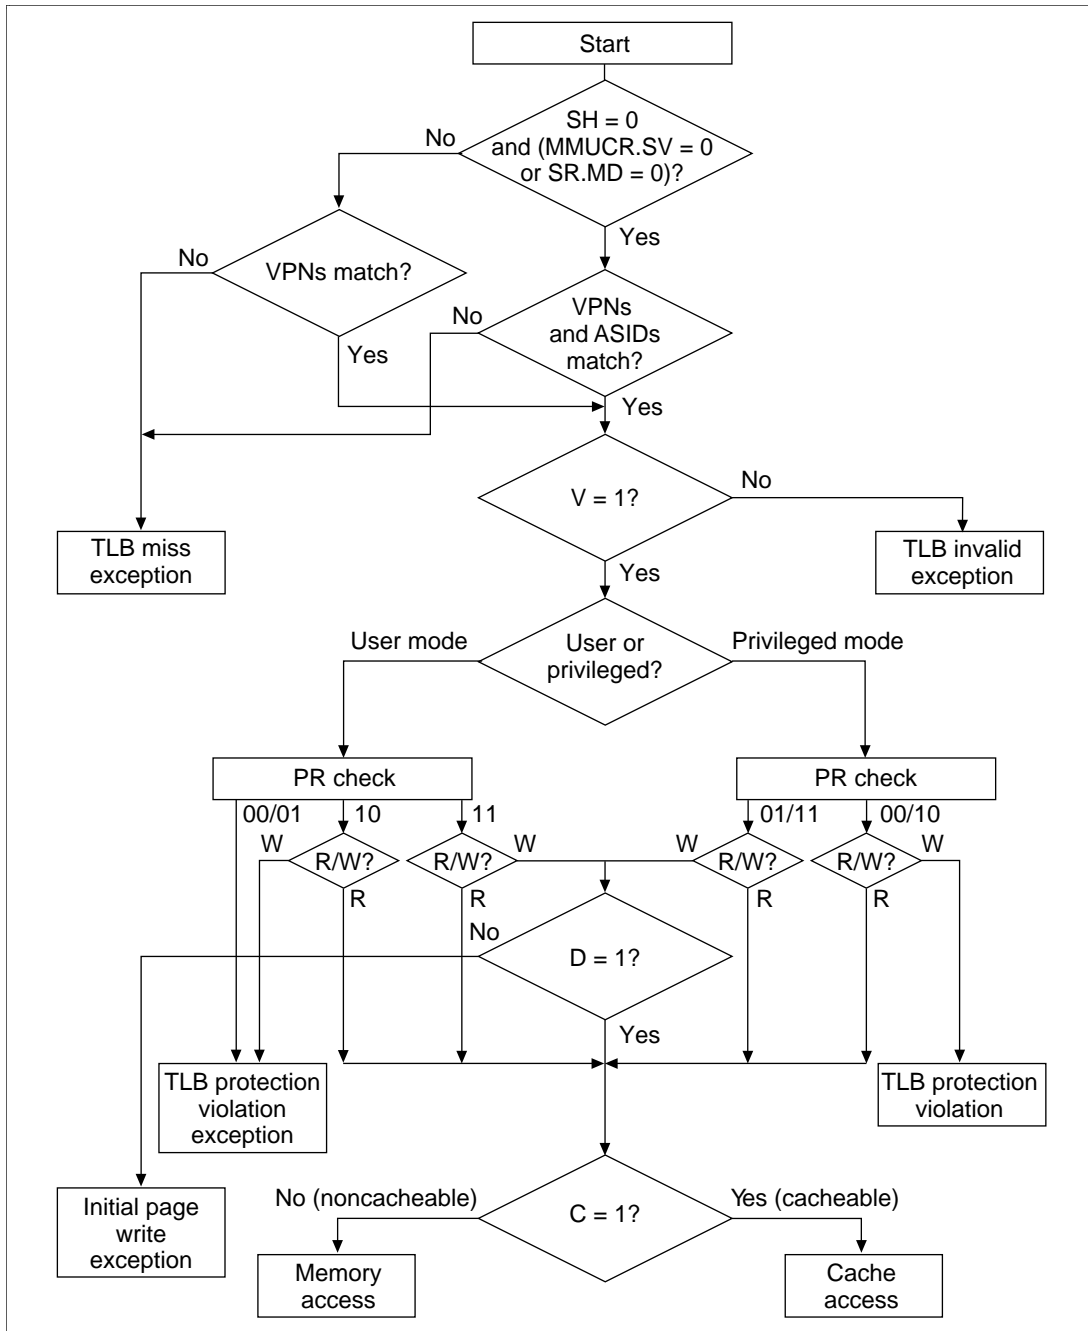 Start
SH = 0
and (MMUCR.SV = 0
or SR.MD = 0)?
No
Yes
VPNs match?
No
Yes
VPNs
and ASIDs
match?
No
Yes
V = 1?
No
Yes
TLB miss
exception
TLB invalid
exception
User or
privileged?
User mode
Privileged mode
PR check
PR check
00/01
10
11
01/11
00/10
W
R/W?
R/W?
W
W
R/W?
R/W?
W
R
R
R
R
No
D = 1?
Yes
TLB protection
violation
exception
TLB protection
violation
Initial page
write
exception
No (noncacheable)
C = 1?
Yes (cacheable)
Memory
access
Cache
access